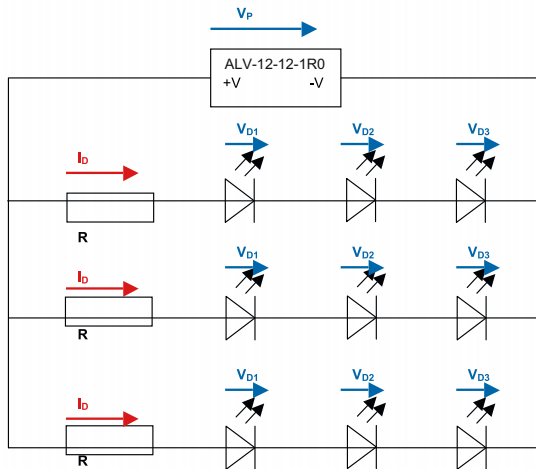 VP
ALV-12-12-1R0
+V -V
VD1 VD2 VD3
ID
R
VD1 VD2 VD3
ID
R
VD1 VD2 VD3
ID
R